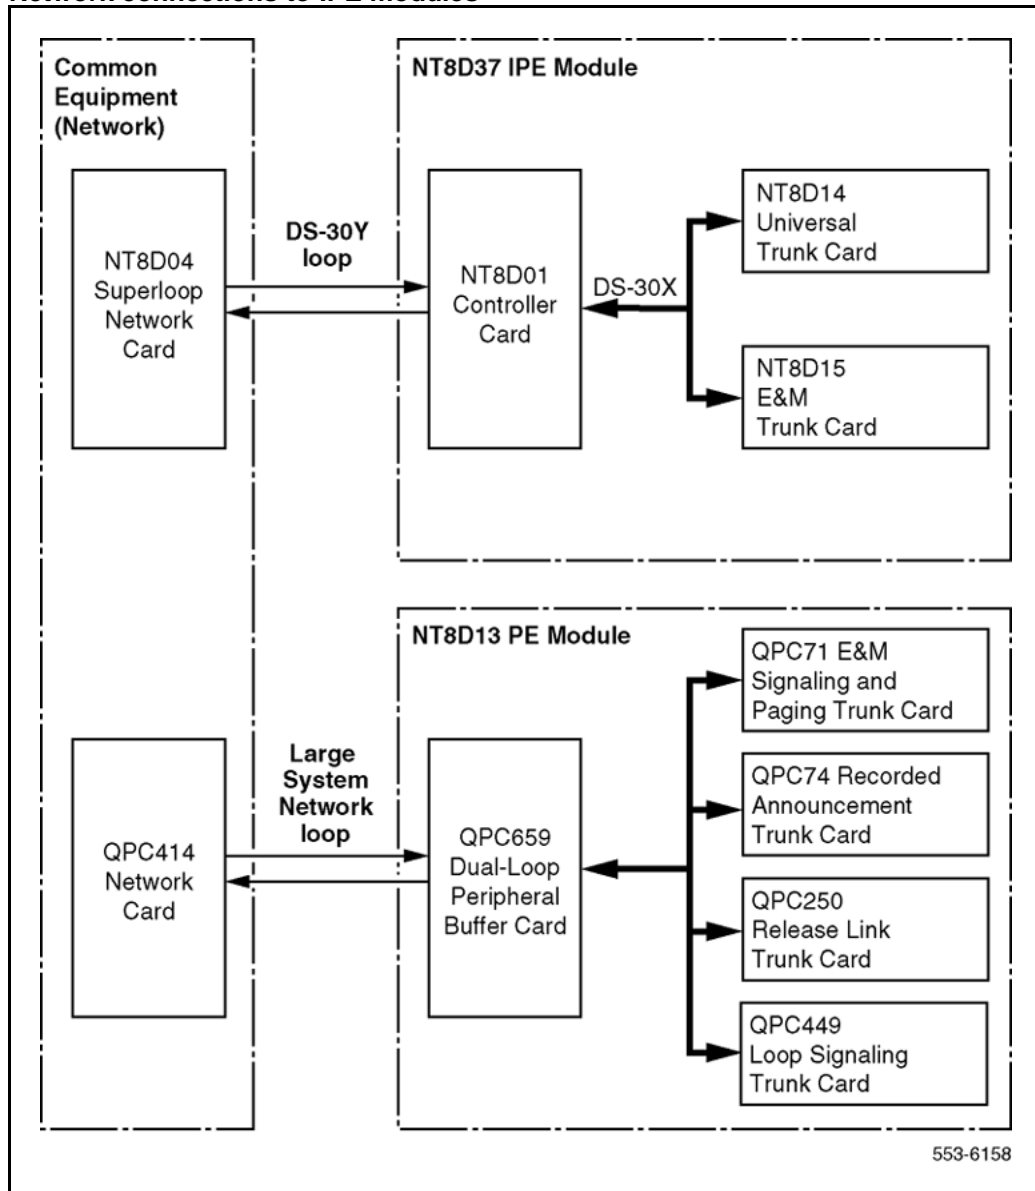 Network connections to IPE Modules
Common
Equipment
(Network)
NT8D37 IPE Module
NT8D04
Superloop
Network
Card
DS-30Y
loop
NT8D01
Controller
Card
DS-30X
NT8D14
Universal
Trunk Card
NT8D15
E&M
Trunk Card
NT8D13 PE Module
QPC414
Network
Card
Large
System
Network
loop
QPC659
Dual-Loop
Peripheral
Buffer Card
QPC71 E&M
Signaling and
Paging Trunk Card
QPC74 Recorded
Announcement
Trunk Card
QPC250
Release Link
Trunk Card
QPC449
Loop Signaling
Trunk Card
553-6158